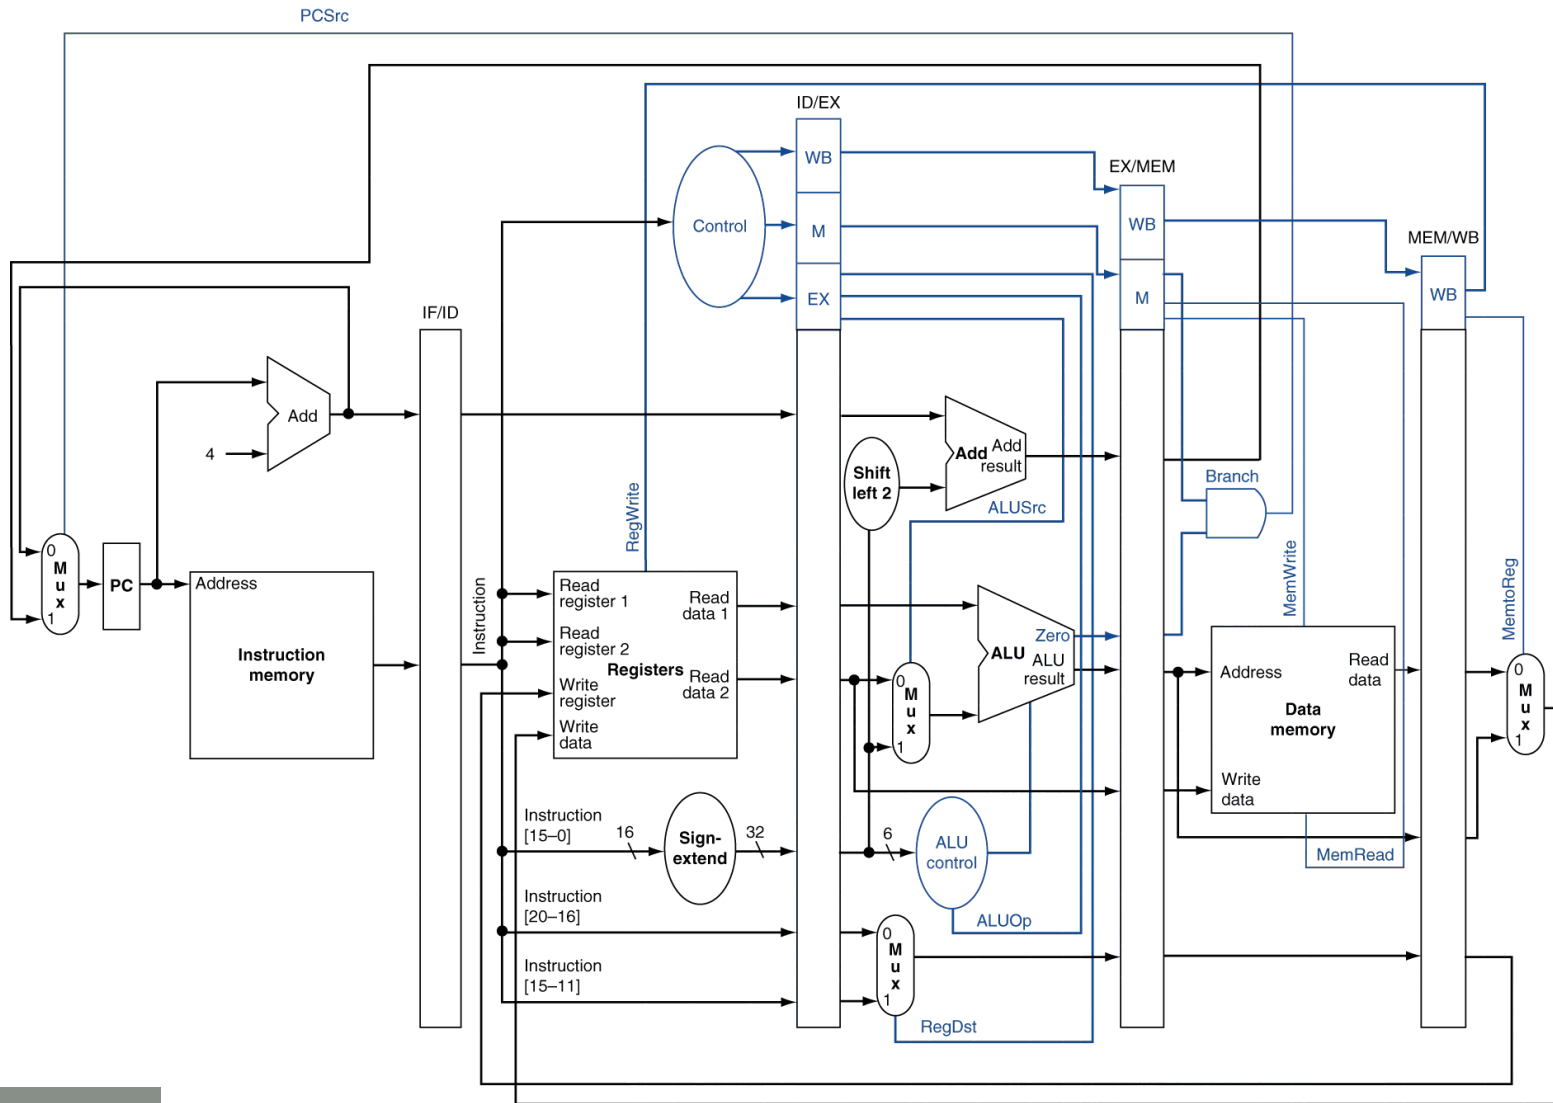 PCSrc
ID/EX
WB
EX/MEM
Control
M
WB
MEM/WB
EX
M
WB
IF/ID
Add
4
Add Add
result
Shift
left 2
Branch
ALUSrc
RegWrite
MemWrite
MemtoReg
0
M
u
x
1
PC
Address
Instruction
memory
Instruction
Read
register 1
Read
data 1
Read
register 2
Registers
Read
data 2
Write
register
Write
data
0
M
u
x
1
Zero
ALU
ALU
result
Address
Read
data
Data
memory
Write
data
0
M
u
x
1
Instruction
[15–0]
16
Sign-
extend
32
6
ALU
control
MemRead
Instruction
[20–16]
ALUOp
0
M
u
x
1
Instruction
[15–11]
RegDst